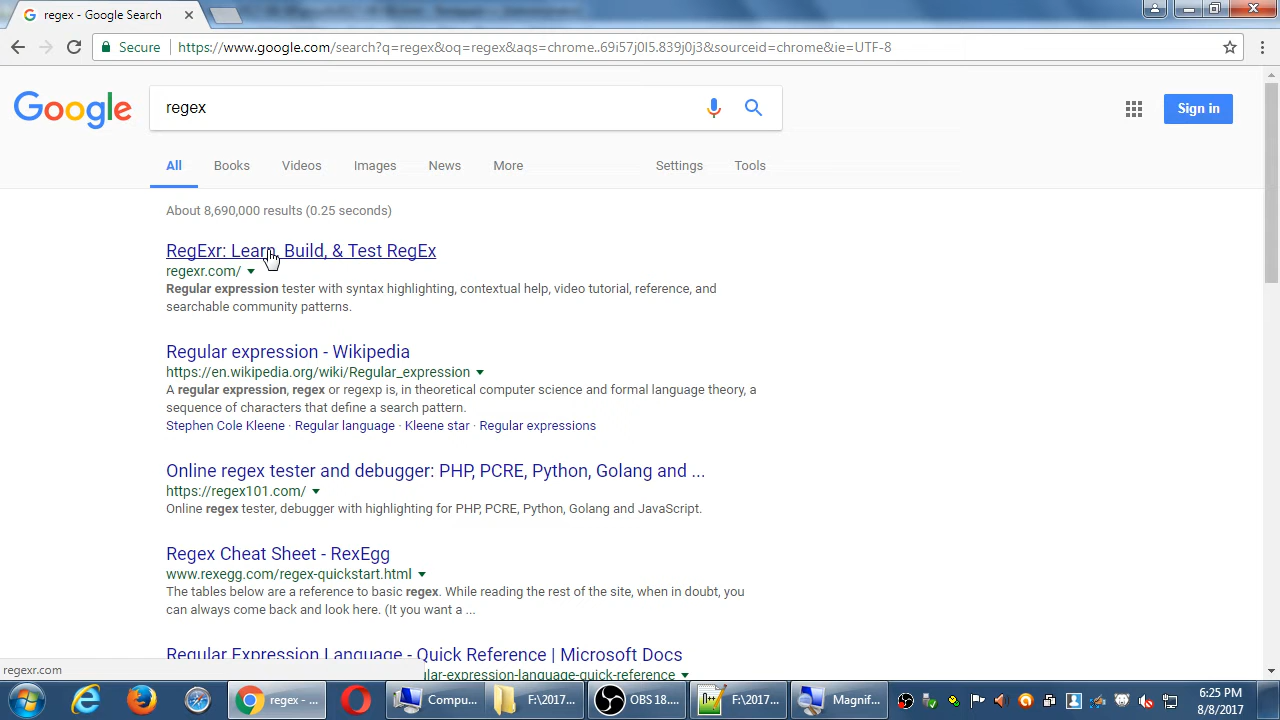 regex - Google Search
Secure https://www.google.com/search?q=regex&oq=regex&aqs=chrome..69i57j0l5.839j0j3&sourceid=chrome&ie=UTF-8
Google
regex
Sign in
All Books Videos Images News More Settings Tools
About 8,690,000 results (0.25 seconds)
RegExr: Learn, Build, & Test RegEx
regexr.com/
Regular expression tester with syntax highlighting, contextual help, video tutorial, reference, and
searchable community patterns.
Regular expression - Wikipedia
https://en.wikipedia.org/wiki/Regular_expression
A regular expression, regex or regexp is, in theoretical computer science and formal language theory, a
sequence of characters that define a search pattern.
Stephen Cole Kleene · Regular language · Kleene star · Regular expressions
Online regex tester and debugger: PHP, PCRE, Python, Golang and ...
https://regex101.com/
Online regex tester, debugger with highlighting for PHP, PCRE, Python, Golang and JavaScript.
Regex Cheat Sheet - RexEgg
www.rexegg.com/regex-quickstart.html
The tables below are a reference to basic regex. While reading the rest of the site, when in doubt, you
can always come back and look here. (It you want a ...
Regular Expression Language - Quick Reference | Microsoft Docs
ular-expression-language-quick-reference
regexr.com
regex - ...
Compu...
F:\2017...
OBS 18....
F:\2017...
Magnif...
6:25 PM
8/8/2017